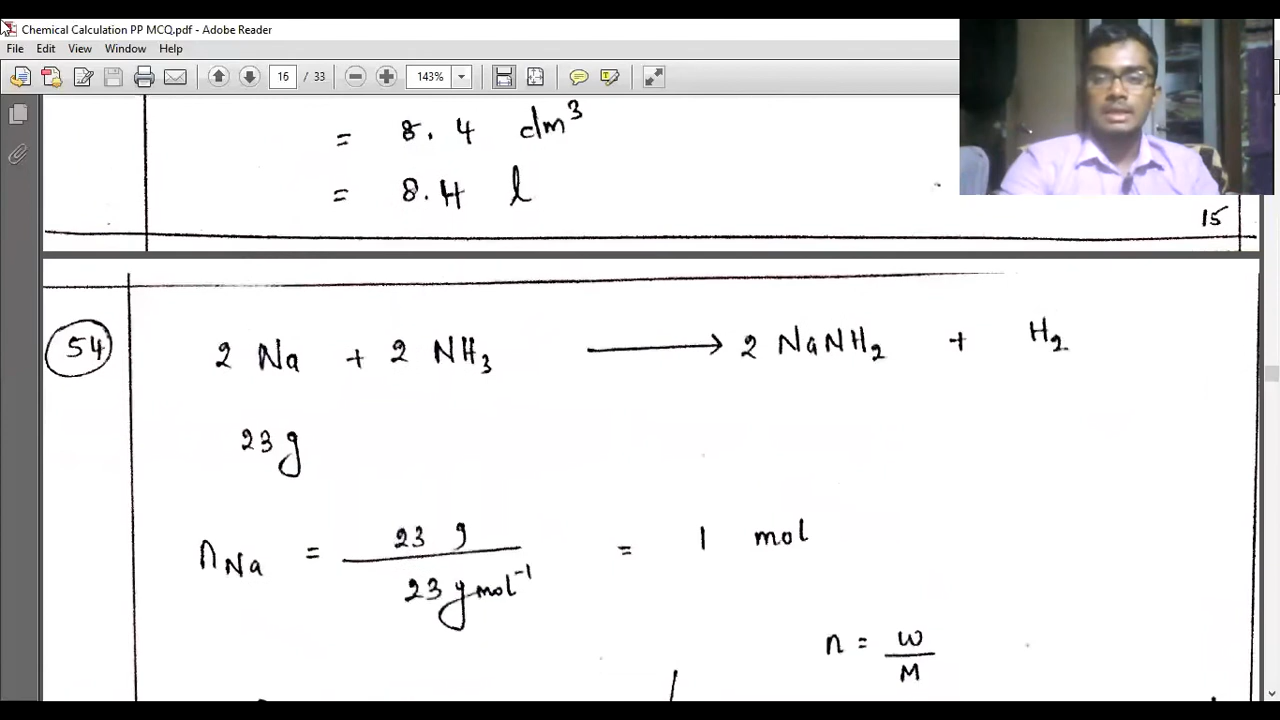 Chemical Calculation PP MCQ.pdf - Adobe Reader
File Edit View Window Help
16 / 33 143%
= 8.4 dm³
= 8.4 l
15
54
2 Na + 2 NH₃ ⟶ 2 NaNH₂ + H₂
23 g
n_Na = 23 g / 23 g mol⁻¹ = 1 mol
n = w / M